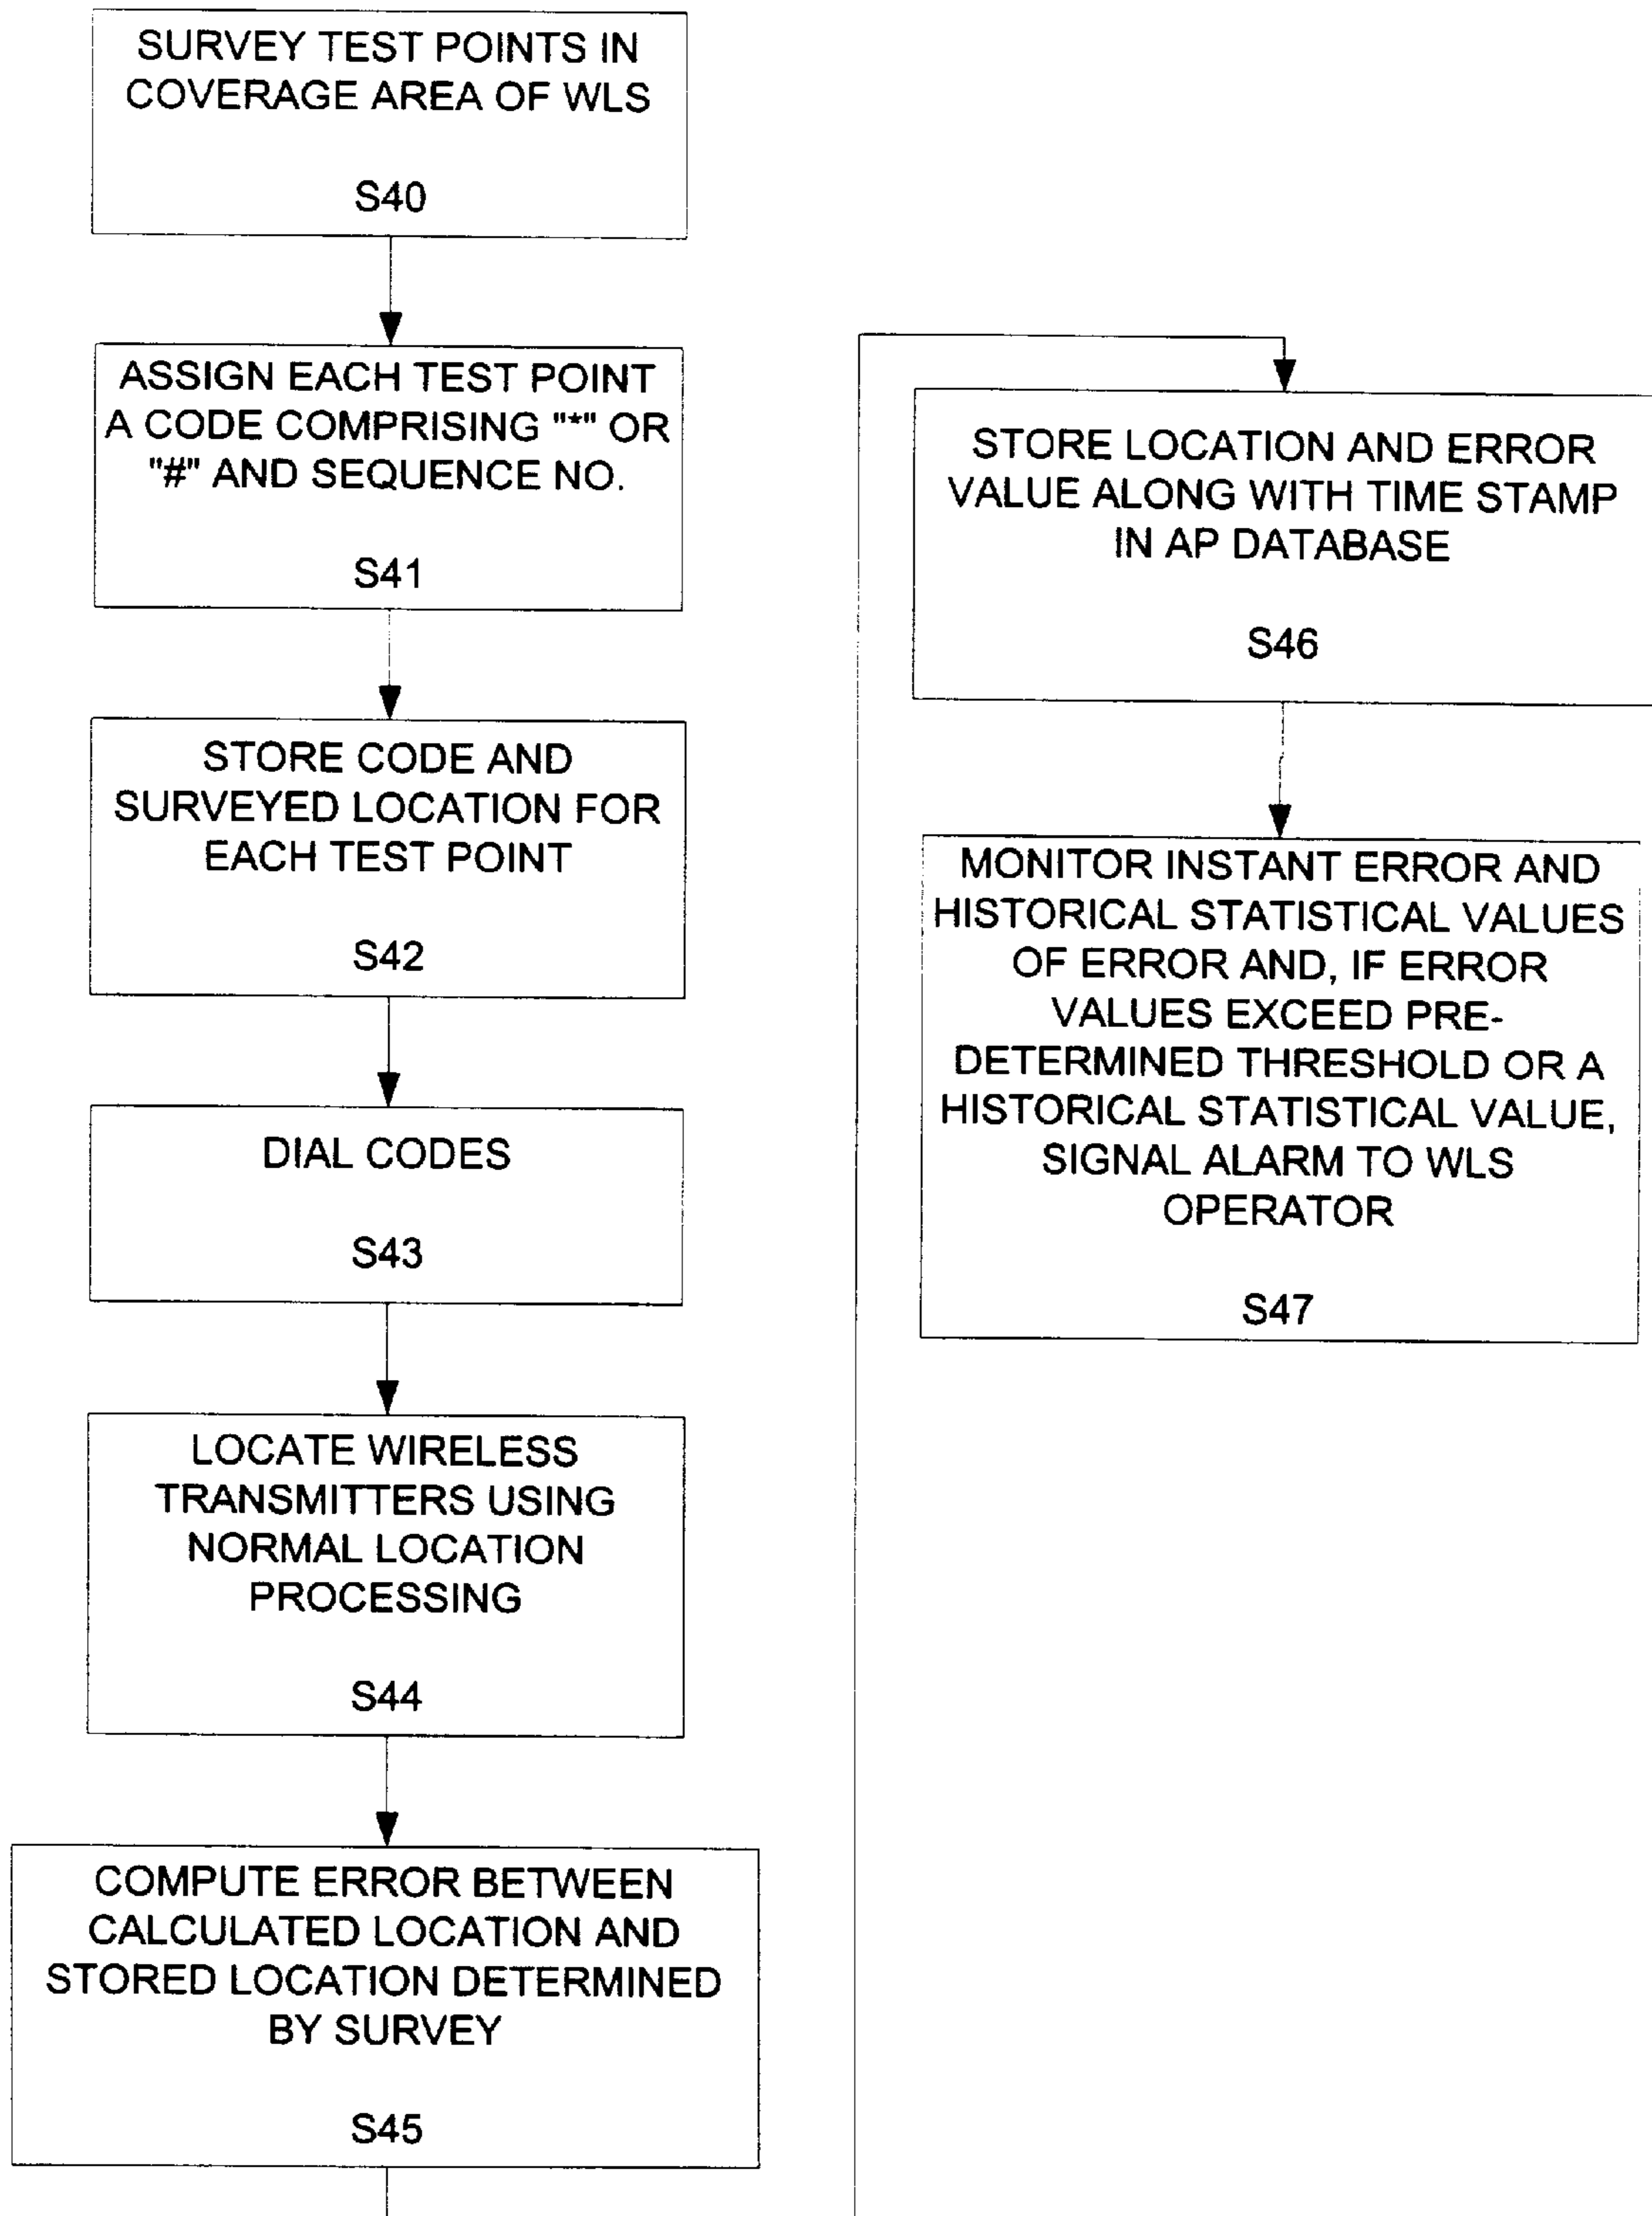 SURVEY TEST POINTS IN
COVERAGE AREA OF WLS
S40
ASSIGN EACH TEST POINT
A CODE COMPRISING "*" OR
"#" AND SEQUENCE NO.
S41
STORE CODE AND
SURVEYED LOCATION FOR
EACH TEST POINT
S42
DIAL CODES
S43
LOCATE WIRELESS
TRANSMITTERS USING
NORMAL LOCATION
PROCESSING
S44
COMPUTE ERROR BETWEEN
CALCULATED LOCATION AND
STORED LOCATION DETERMINED
BY SURVEY
S45
STORE LOCATION AND ERROR
VALUE ALONG WITH TIME STAMP
IN AP DATABASE
S46
MONITOR INSTANT ERROR AND
HISTORICAL STATISTICAL VALUES
OF ERROR AND, IF ERROR
VALUES EXCEED PRE-
DETERMINED THRESHOLD OR A
HISTORICAL STATISTICAL VALUE,
SIGNAL ALARM TO WLS
OPERATOR
S47